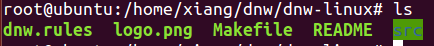 root@ubuntu:/home/xiang/dnw/dnw-linux# ls
dnw.rules logo.png Makefile README src